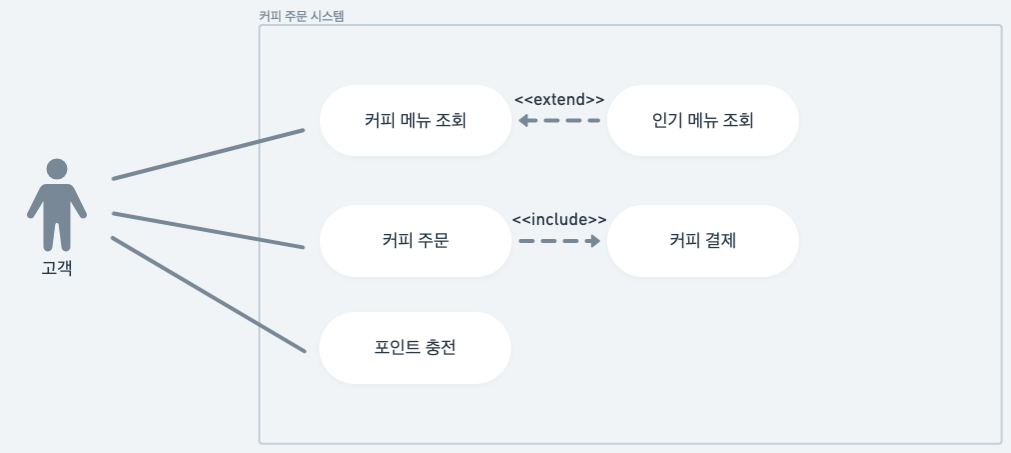 커피 주문 시스템
<<extend>>
커피 메뉴 조회
인기 메뉴 조회
<<include>>
커피 주문
커피 결제
고객
포인트 충전